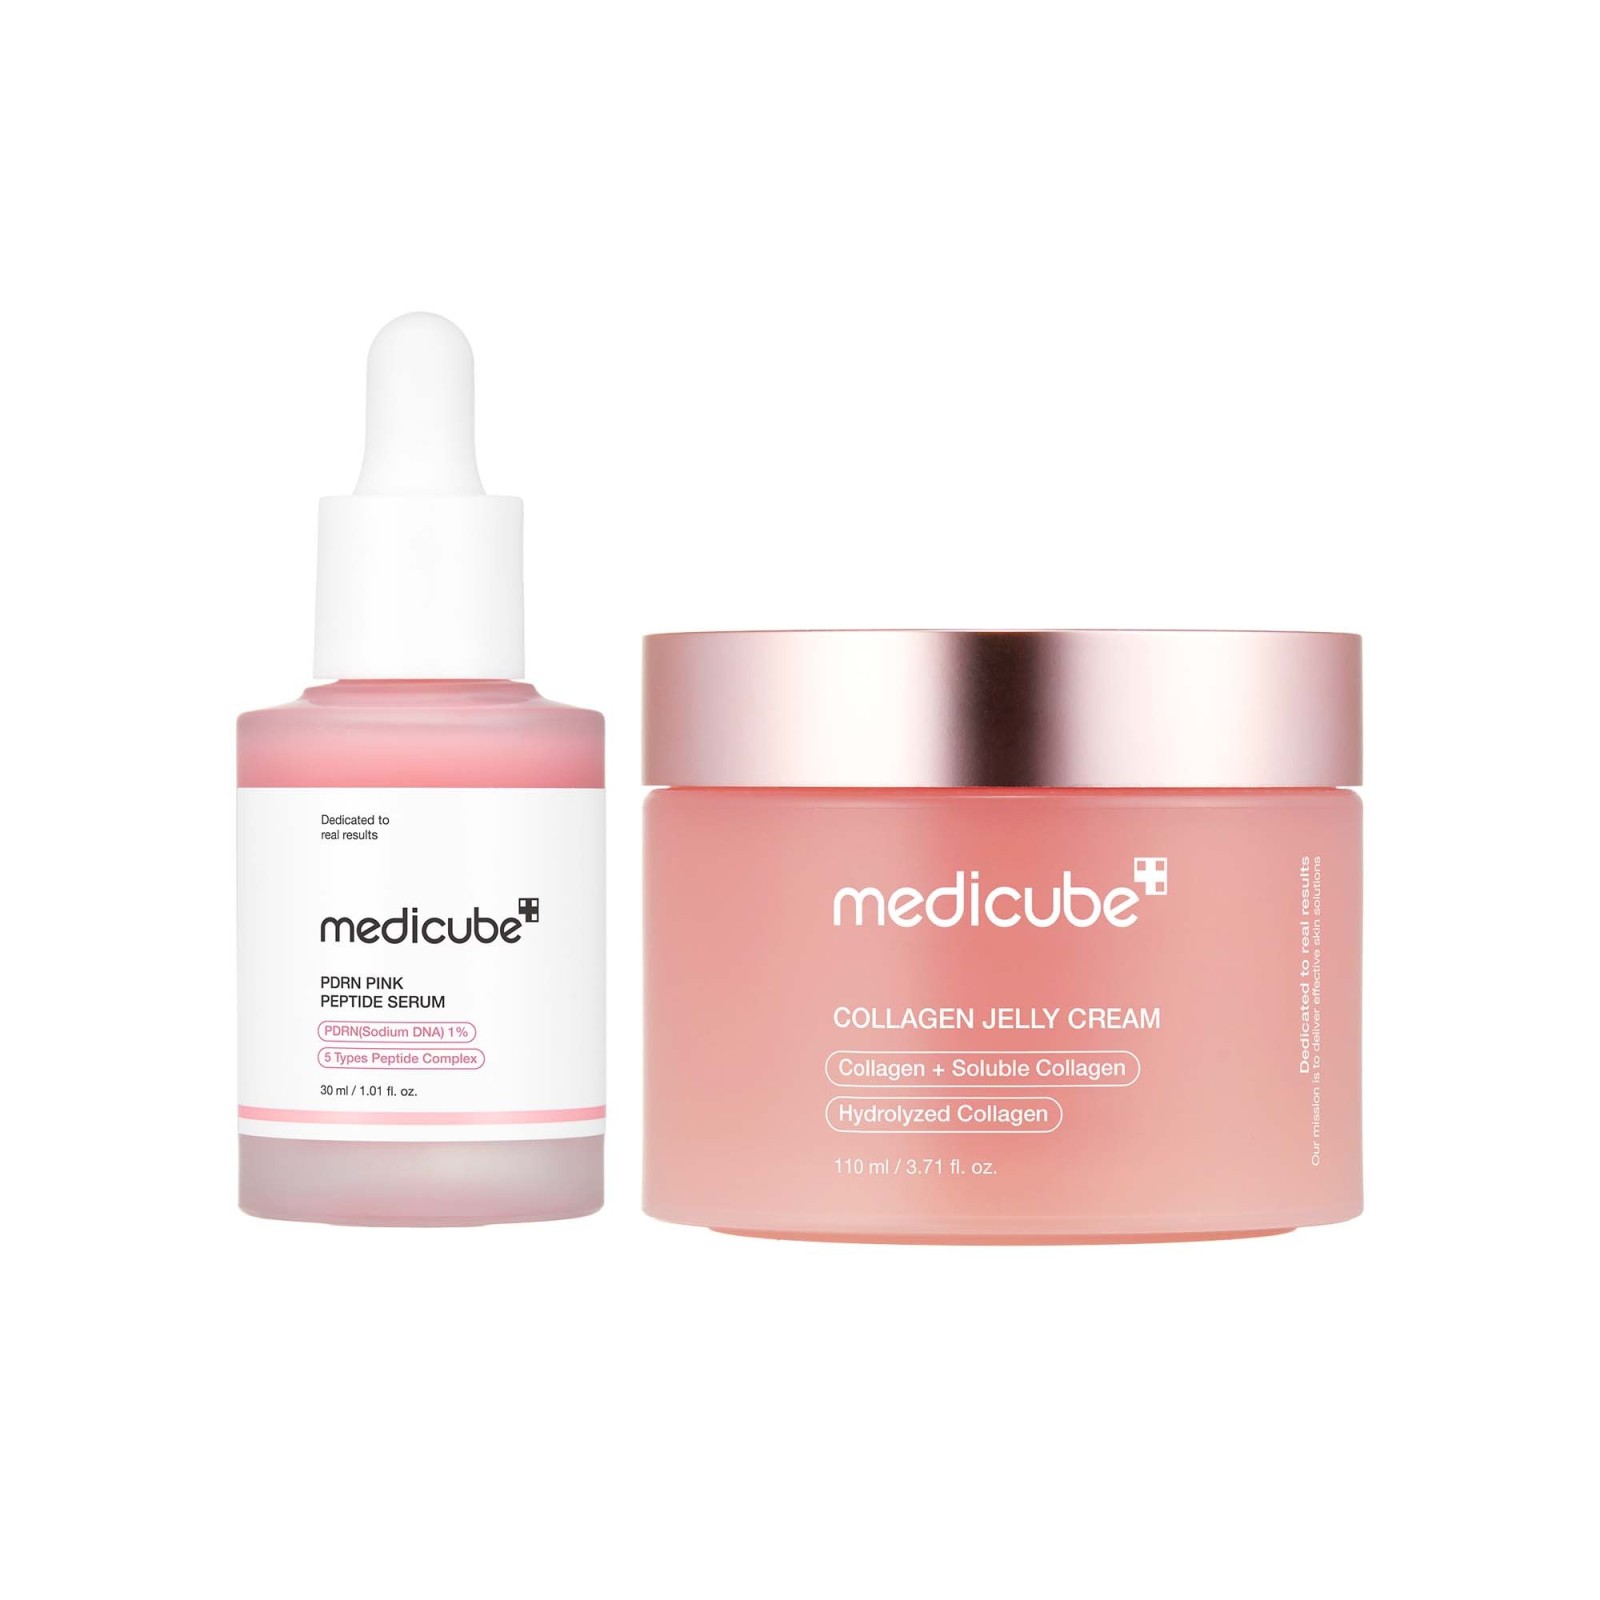 Dedicated to
real results
medicube
PDRN PINK
PEPTIDE SERUM
PDRN(Sodium DNA) 1%
5 Types Peptide Complex
30 ml / 1.01 fl. oz.
medicube
COLLAGEN JELLY CREAM
Collagen + Soluble Collagen
Hydrolyzed Collagen
110 ml / 3.71 fl. oz.
Dedicated to real results
Our mission is to deliver effective skin solutions